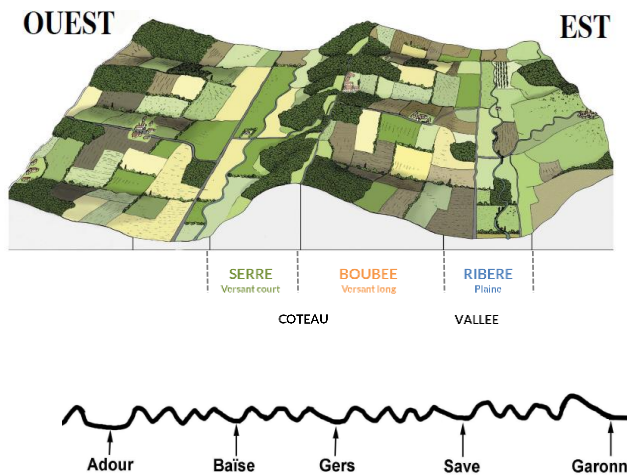 OUEST
EST
SERRE
Versant court
BOUBEE
Versant long
RIBERE
Plaine
COTEAU
VALLEE
Adour
Baïse
Gers
Save
Garonn